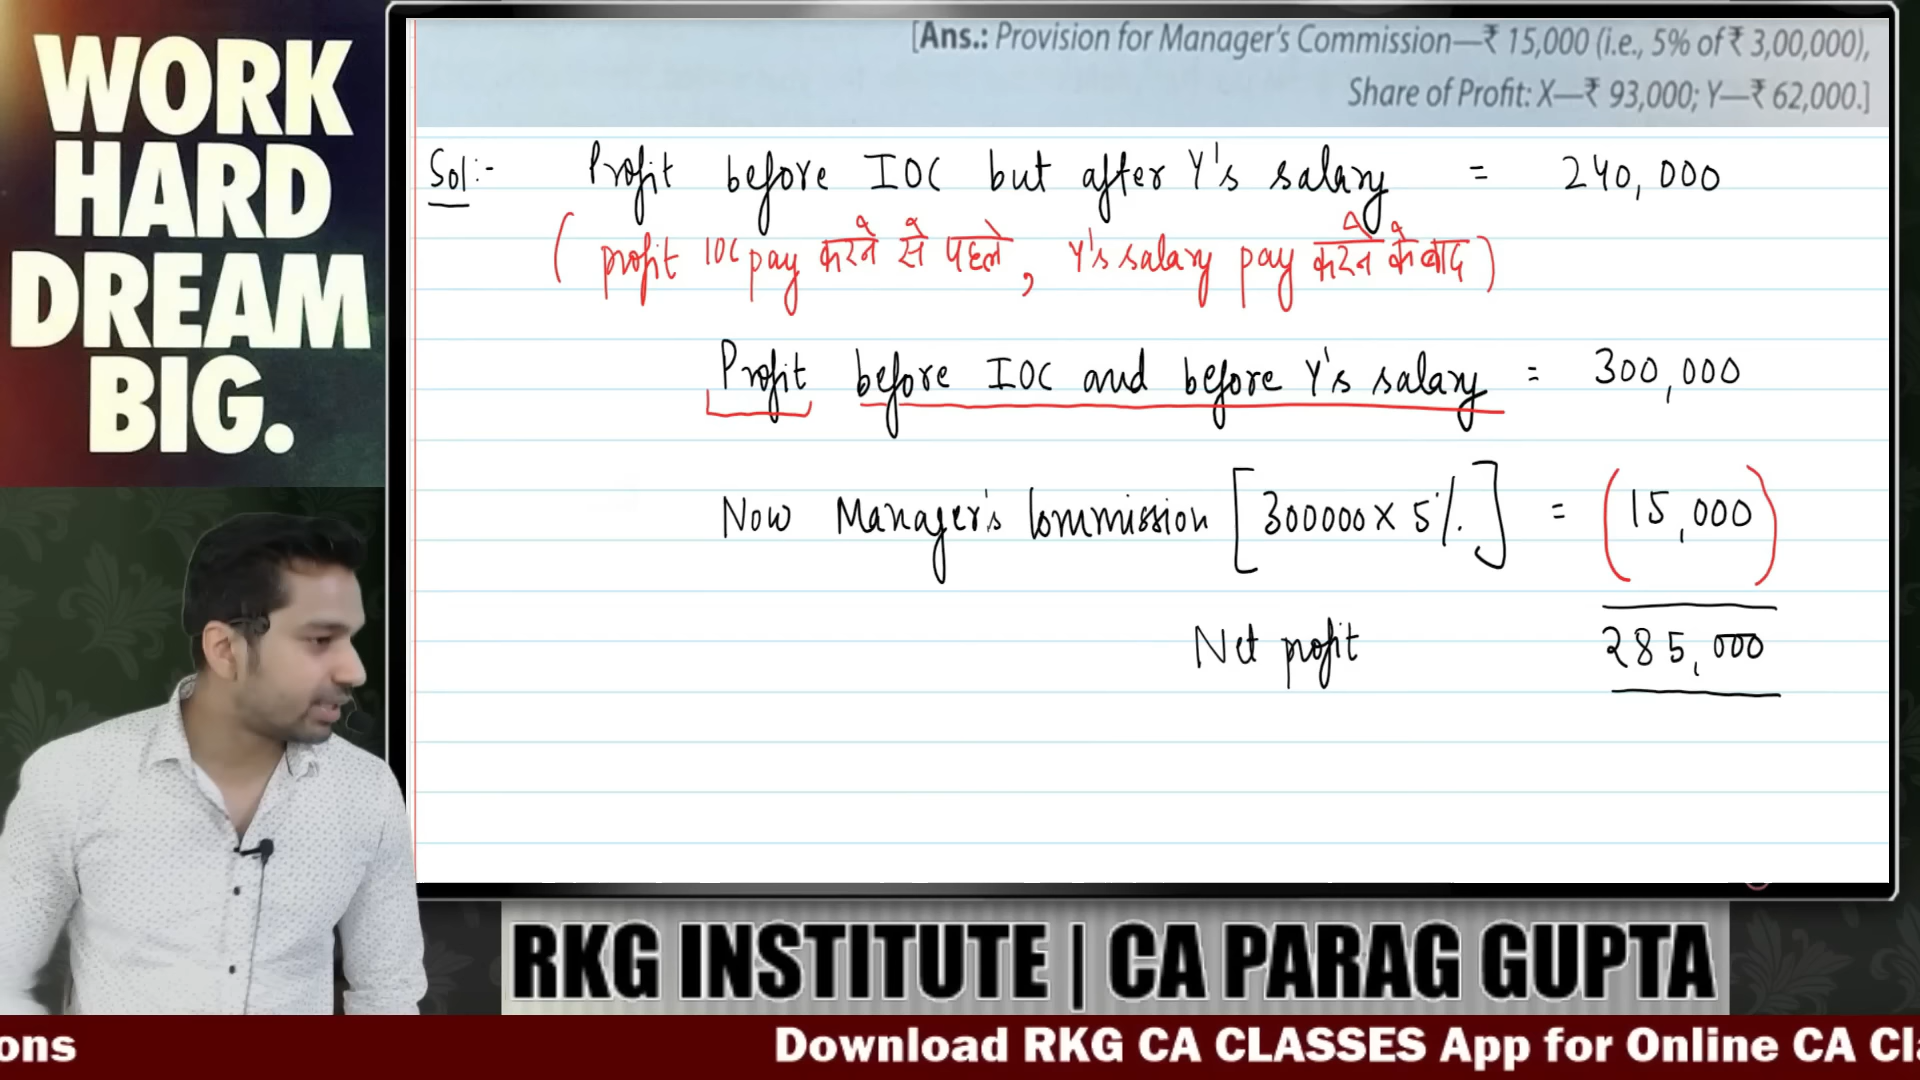 WORK
HARD
DREAM
BIG.
[Ans.: Provision for Manager's Commission—₹ 15,000 (i.e., 5% of ₹ 3,00,000),
Share of Profit: X—₹ 93,000; Y—₹ 62,000.]
Sol:- Profit before IOC but after Y's salary = 240,000
( profit IOC pay करने से पहले, Y's salary pay करने के बाद )
Profit before IOC and before Y's salary = 300,000
Now Manager's Commission [300000 X 5%.] = (15,000)
Net profit 285,000
RKG INSTITUTE | CA PARAG GUPTA
ons Download RKG CA CLASSES App for Online CA Cla